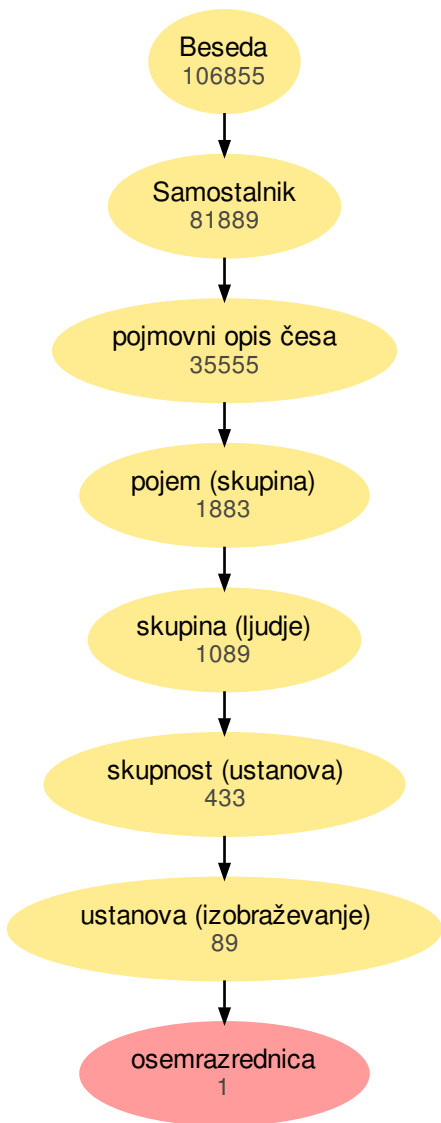 Beseda
106855
Samostalnik
81889
pojmovni opis česa
35555
pojem (skupina)
1883
skupina (ljudje)
1089
skupnost (ustanova)
433
ustanova (izobraževanje)
89
osemrazrednica
1